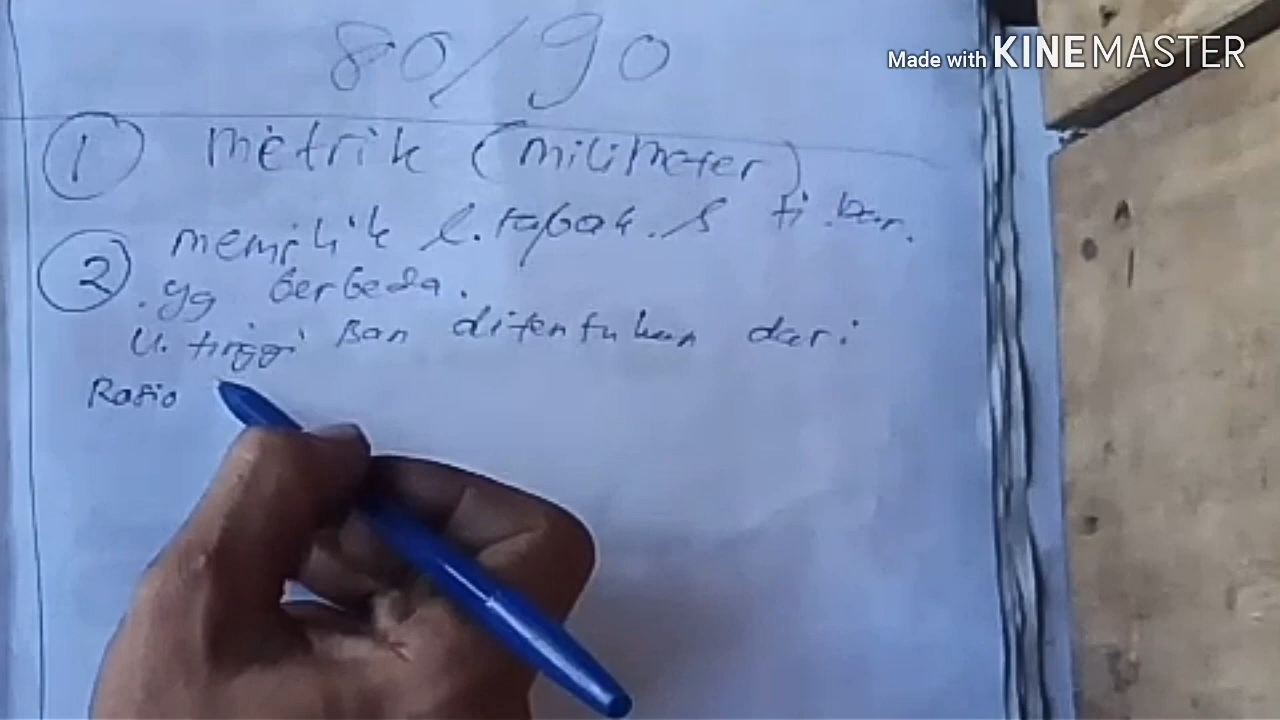 80/90
Made with KINEMASTER
① Metrik (Milimeter)
memilik l. tapak. & ti. ban.
② . yg berbeda.
U. tinggi Ban ditentukan dari
Rasio